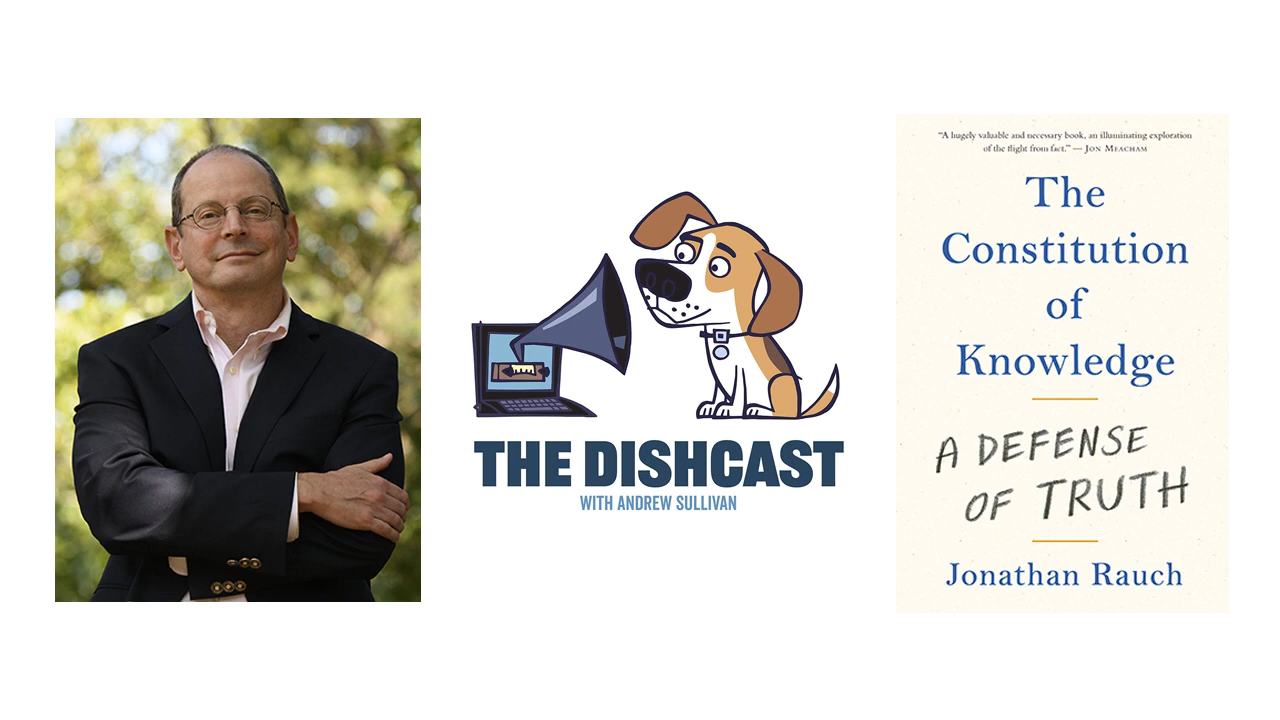 THE DISHCAST
WITH ANDREW SULLIVAN
“A hugely valuable and necessary book, an illuminating exploration
of the flight from fact.” — JON MEACHAM
The
Constitution
of
Knowledge
A DEFENSE
OF TRUTH
Jonathan Rauch